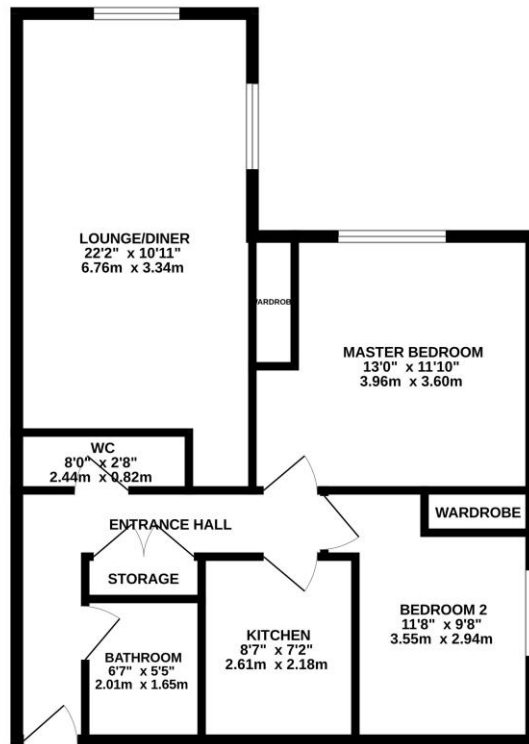 LOUNGE/DINER
22'2" x 10'11"
6.76m x 3.34m
WARDROBE
MASTER BEDROOM
13'0" x 11'10"
3.96m x 3.60m
WC
8'0" x 2'8"
2.44m x 0.82m
ENTRANCE HALL
WARDROBE
STORAGE
BEDROOM 2
11'8" x 9'8"
3.55m x 2.94m
KITCHEN
8'7" x 7'2"
2.61m x 2.18m
BATHROOM
6'7" x 5'5"
2.01m x 1.65m